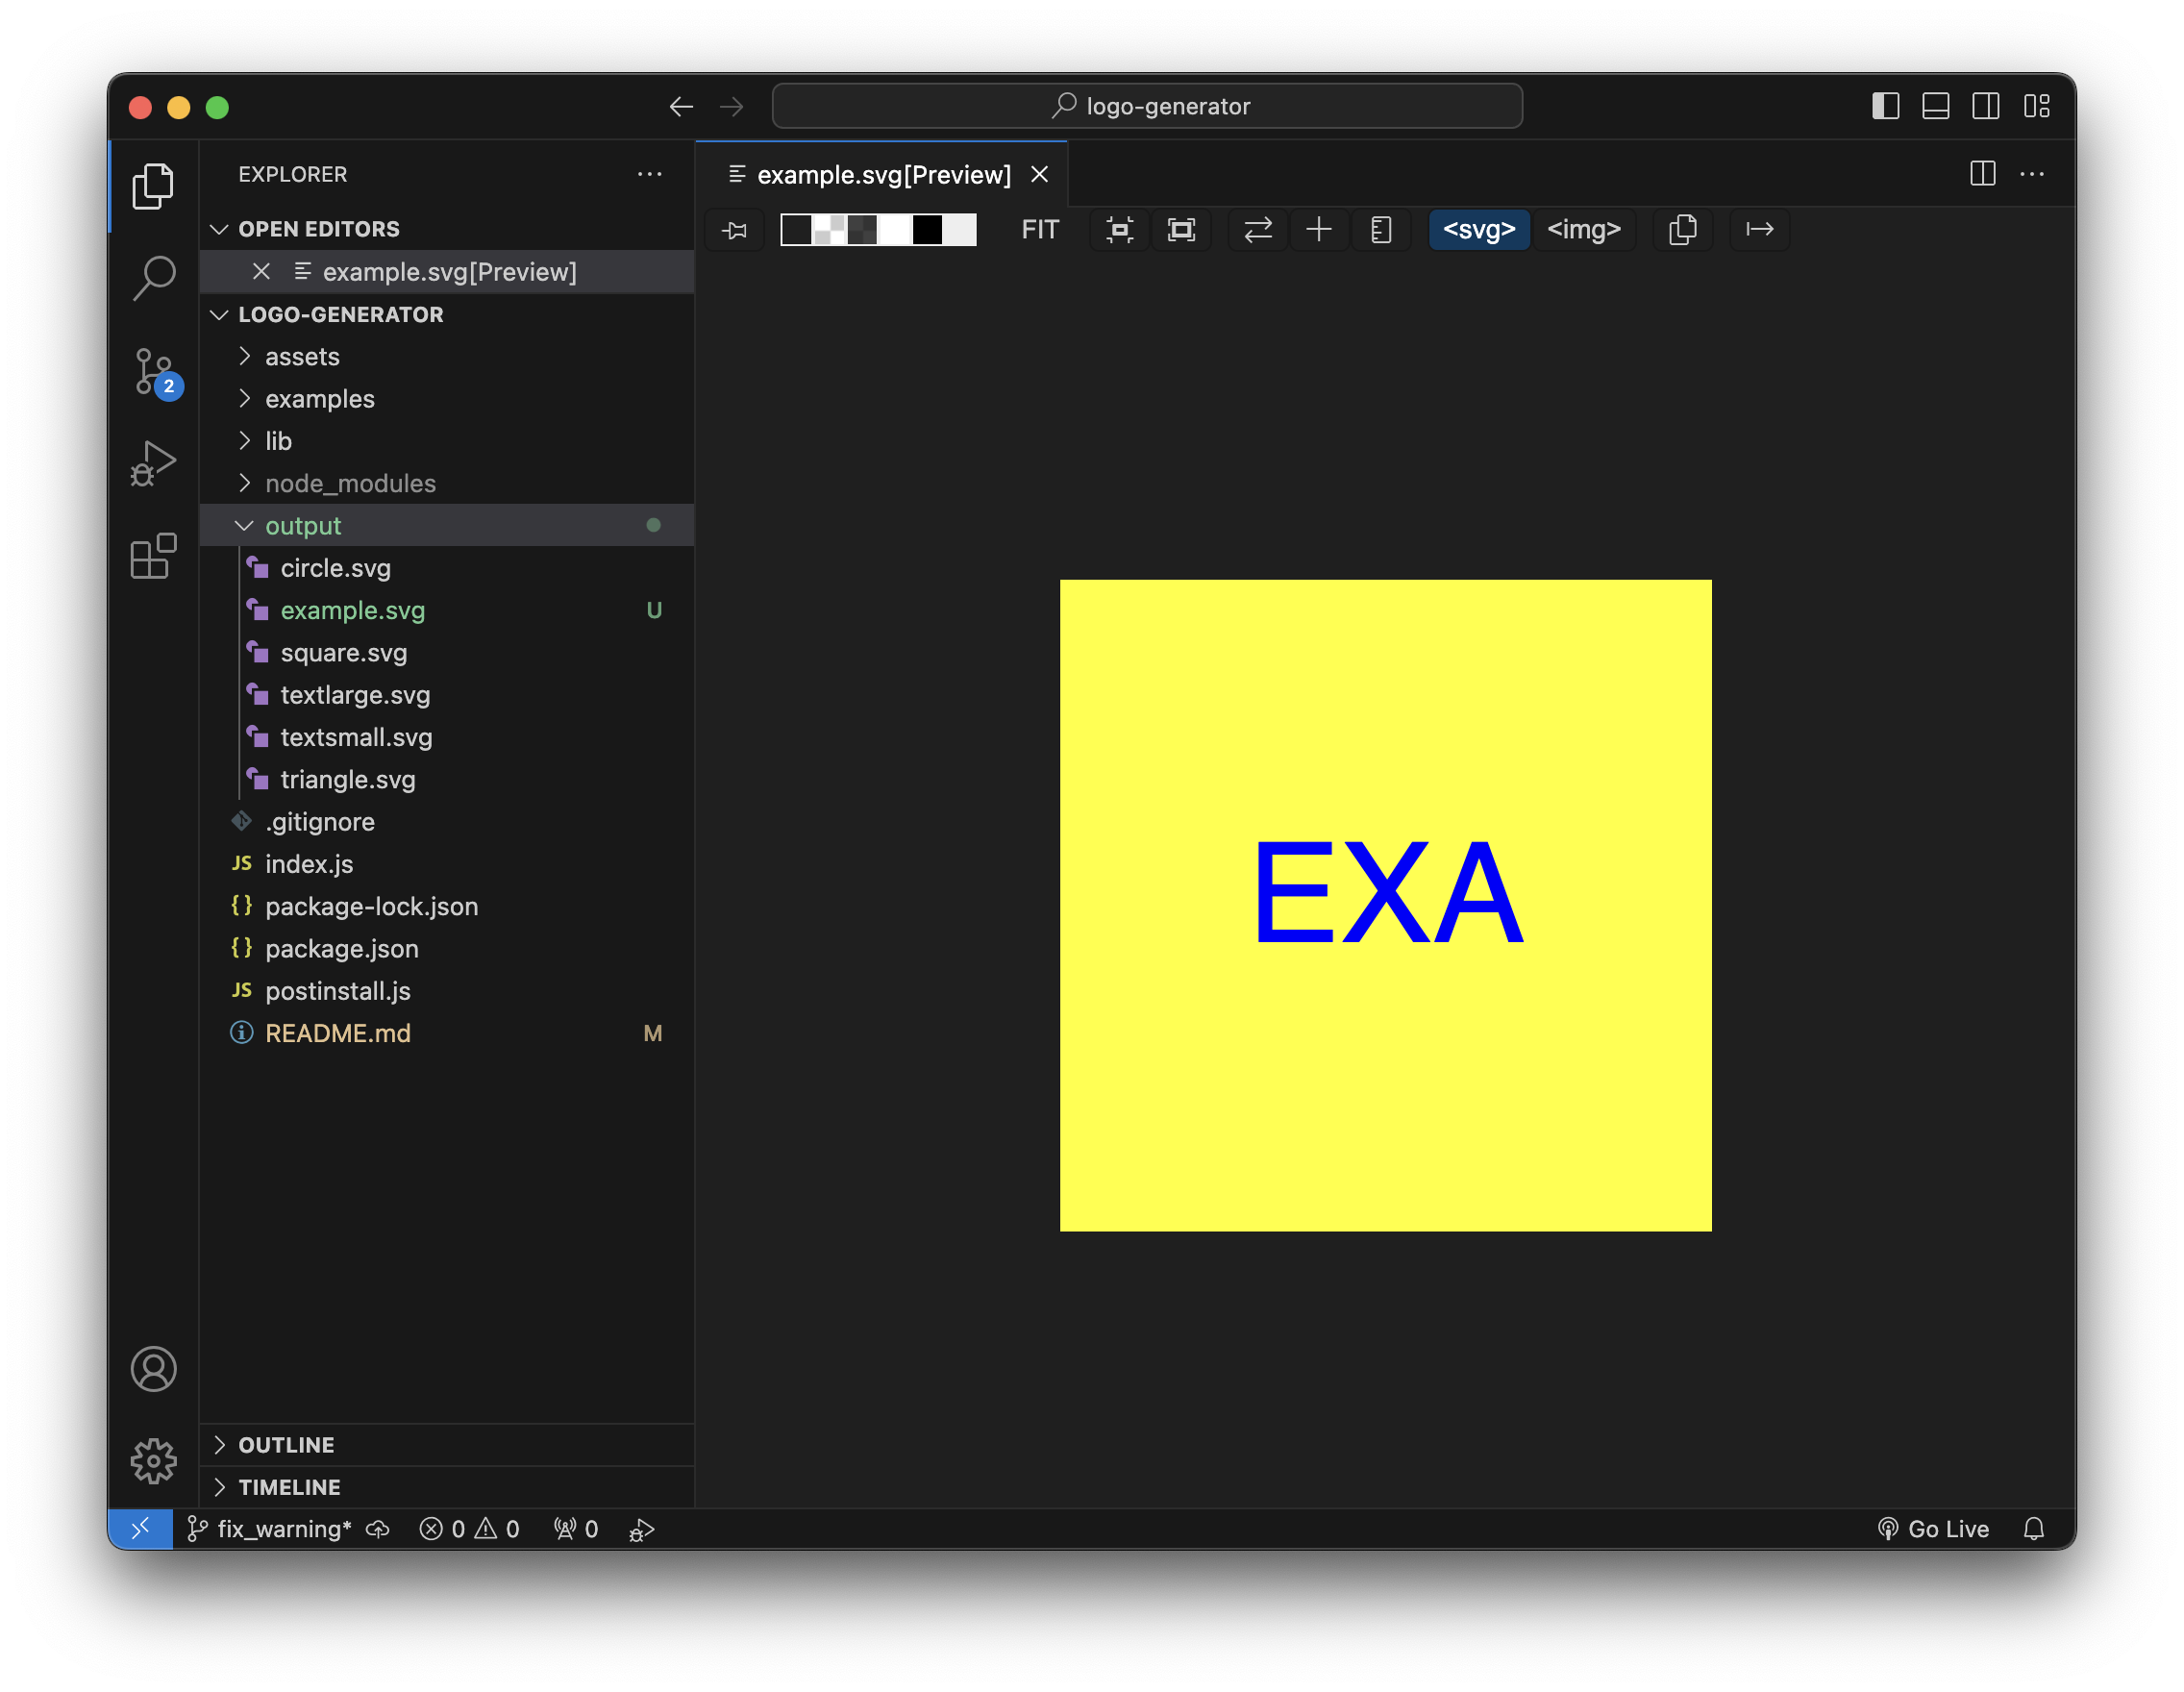 logo-generator
EXPLORER
OPEN EDITORS
example.svg[Preview]
LOGO-GENERATOR
assets
examples
lib
node_modules
output
circle.svg
example.svg U
square.svg
textlarge.svg
textsmall.svg
triangle.svg
.gitignore
JS index.js
{} package-lock.json
{} package.json
JS postinstall.js
README.md M
OUTLINE
TIMELINE
2
example.svg[Preview]
FIT <svg> <img>
EXA
fix_warning* 0 0 0 Go Live